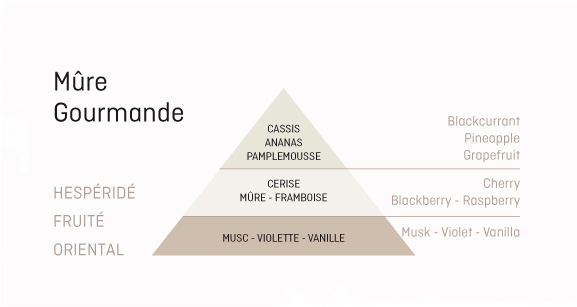 Mûre
Gourmande
HESPÉRIDÉ
FRUITÉ
ORIENTAL
CASSIS
ANANAS
PAMPLEMOUSSE
CERISE
MÛRE - FRAMBOISE
MUSC - VIOLETTE - VANILLE
Blackcurrant
Pineapple
Grapefruit
Cherry
Blackberry - Raspberry
Musk - Violet - Vanilla